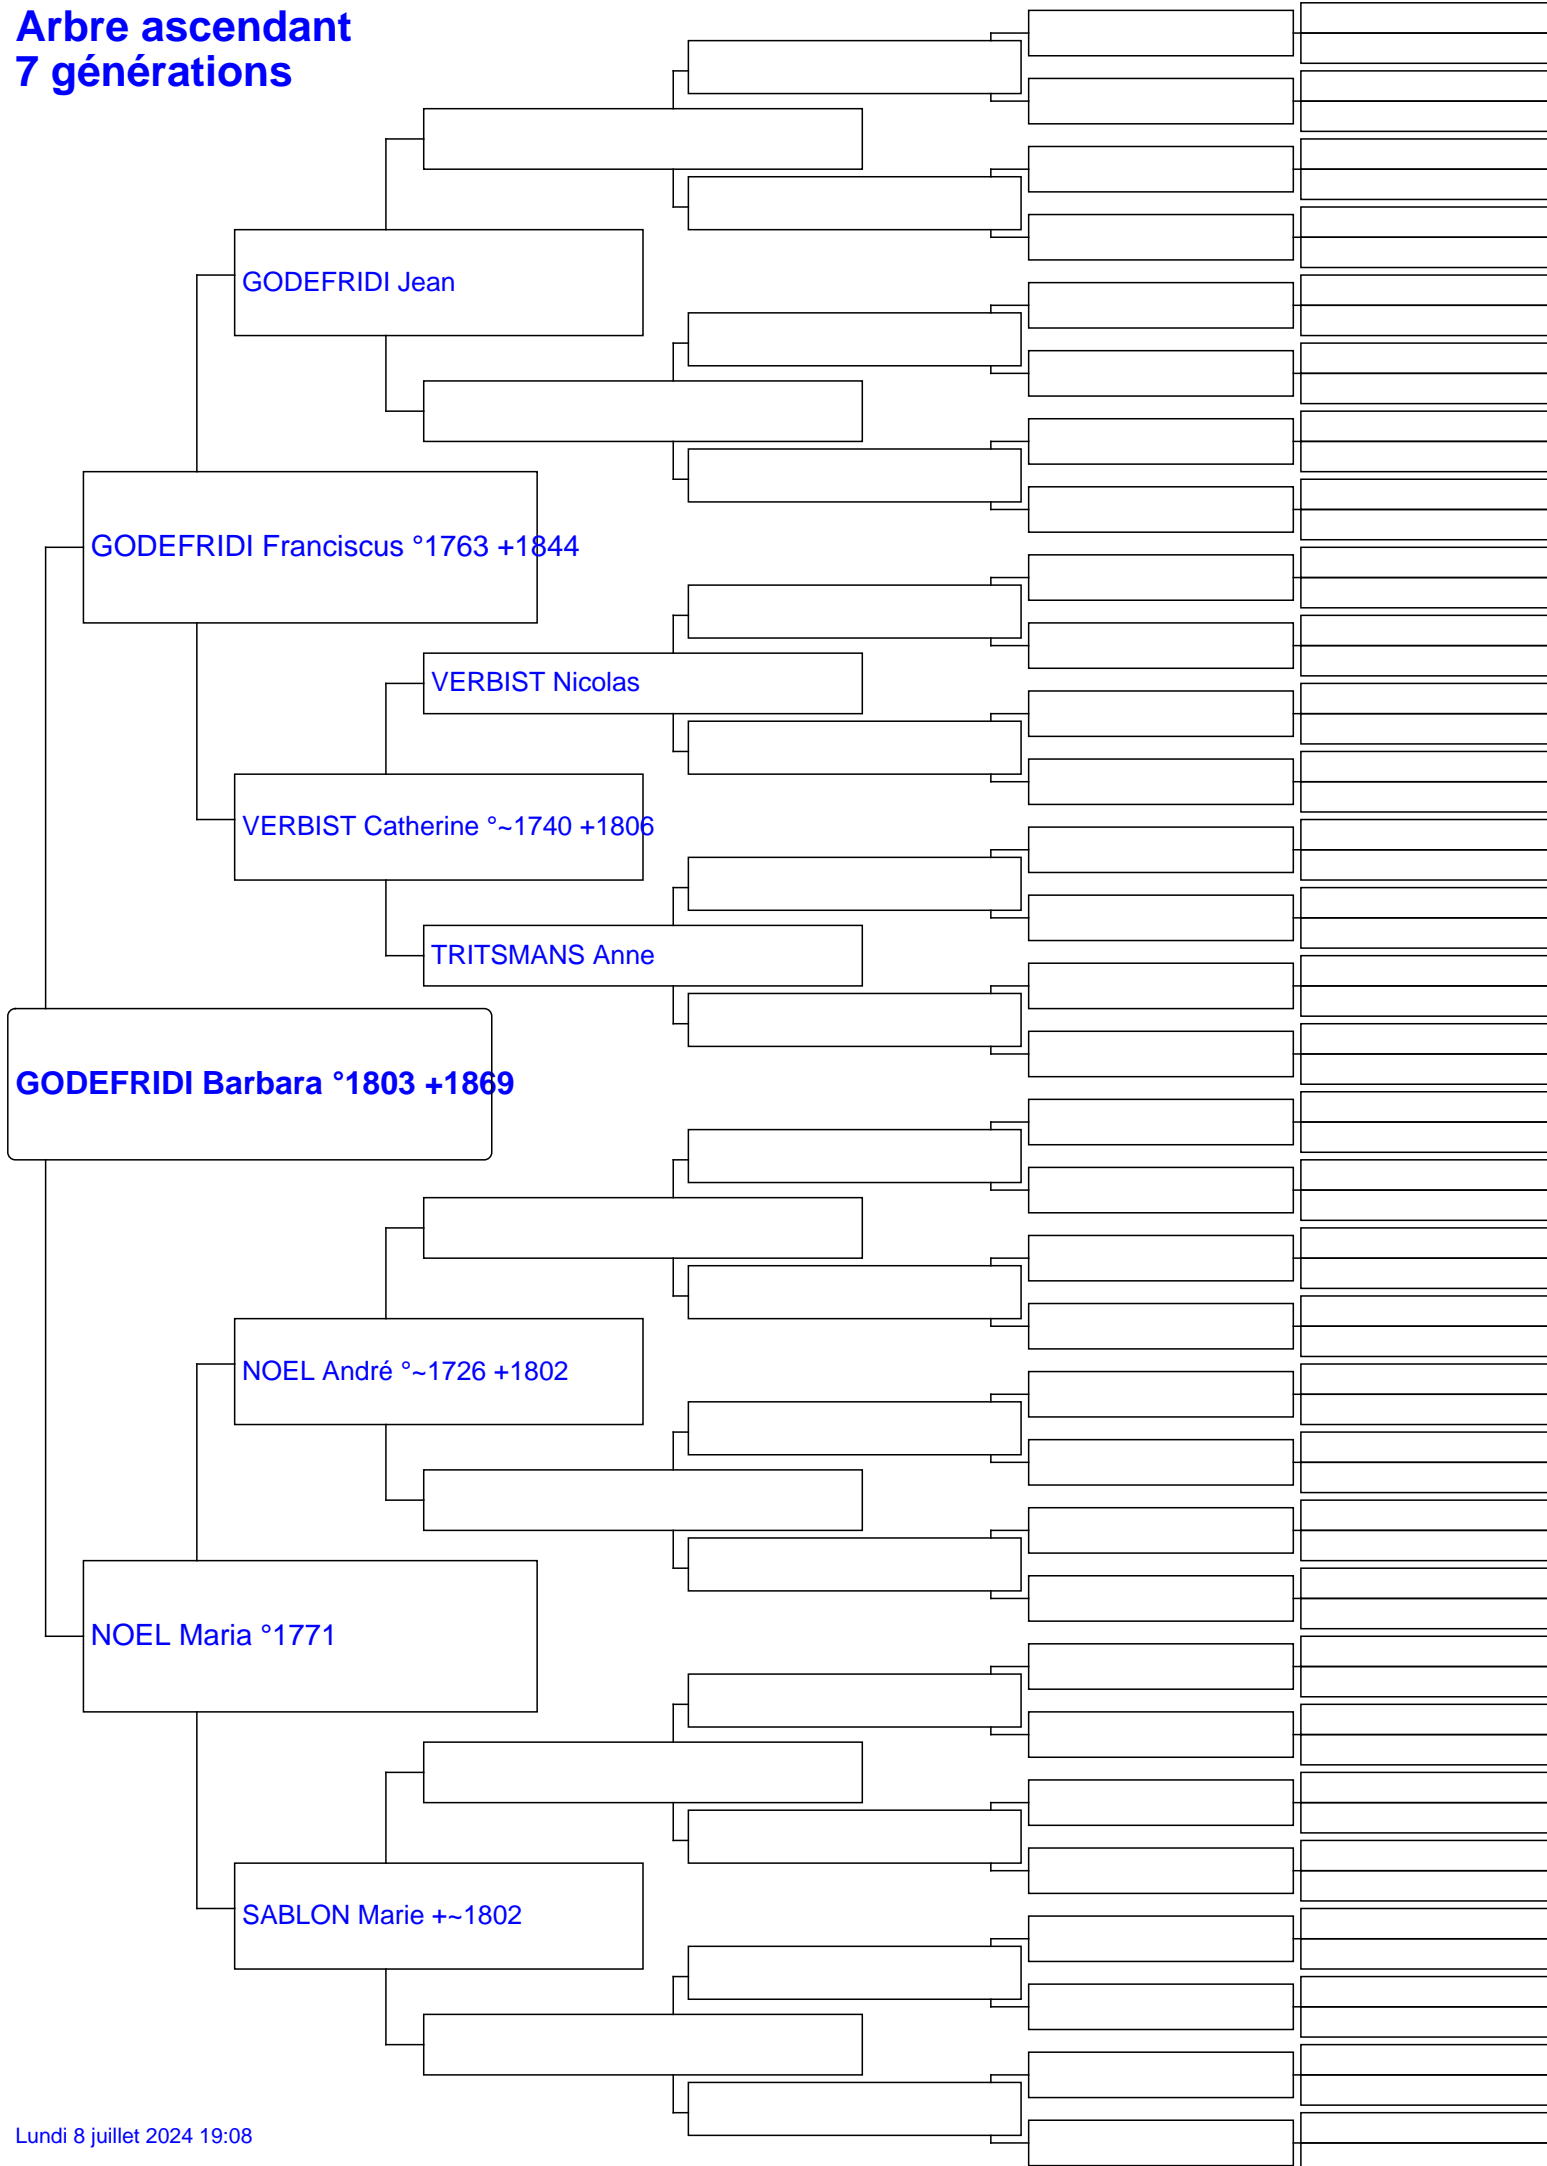 Arbre ascendant
7 générations
GODEFRIDI Jean
GODEFRIDI Franciscus °1763 +1844
VERBIST Nicolas
VERBIST Catherine °~1740 +1806
TRITSMANS Anne
GODEFRIDI Barbara °1803 +1869
NOEL André °~1726 +1802
NOEL Maria °1771
SABLON Marie +~1802
Lundi 8 juillet 2024 19:08